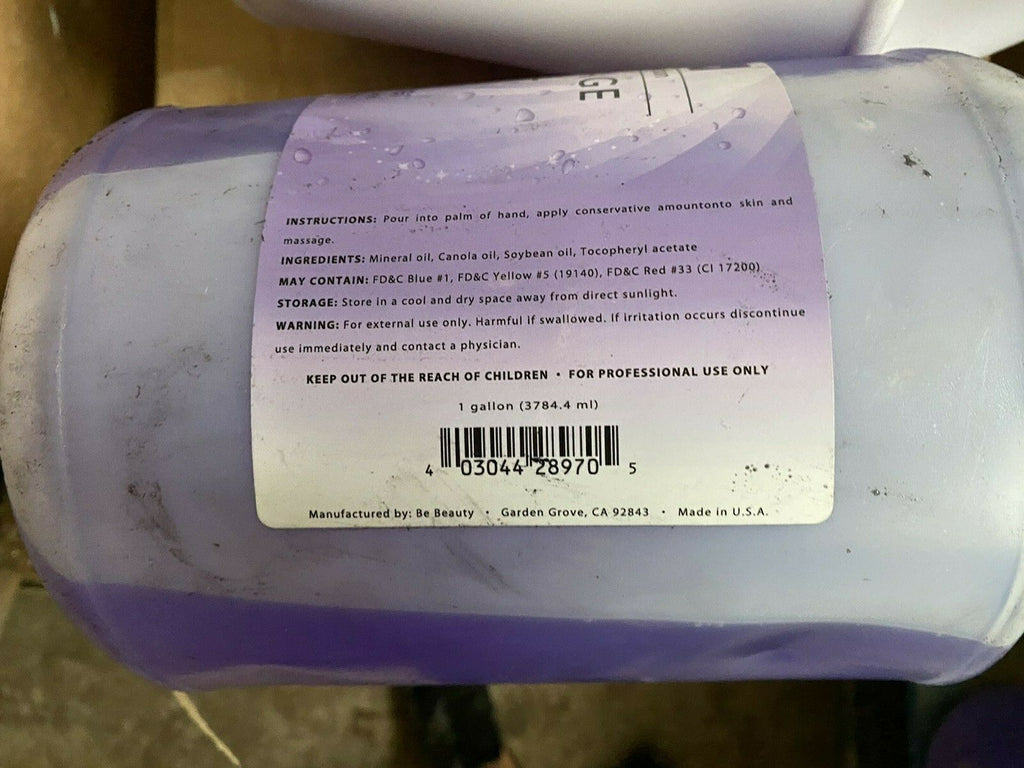 GE
INSTRUCTIONS: Pour into palm of hand, apply conservative amountonto skin and
massage.
INGREDIENTS: Mineral oil, Canola oil, Soybean oil, Tocopheryl acetate
MAY CONTAIN: FD&C Blue #1, FD&C Yellow #5 (19140), FD&C Red #33 (CI 17200)
STORAGE: Store in a cool and dry space away from direct sunlight.
WARNING: For external use only. Harmful if swallowed. If irritation occurs discontinue
use immediately and contact a physician.
KEEP OUT OF THE REACH OF CHILDREN • FOR PROFESSIONAL USE ONLY
1 gallon (3784.4 ml)
4 03044 28970 5
Manufactured by: Be Beauty • Garden Grove, CA 92843 • Made in U.S.A.